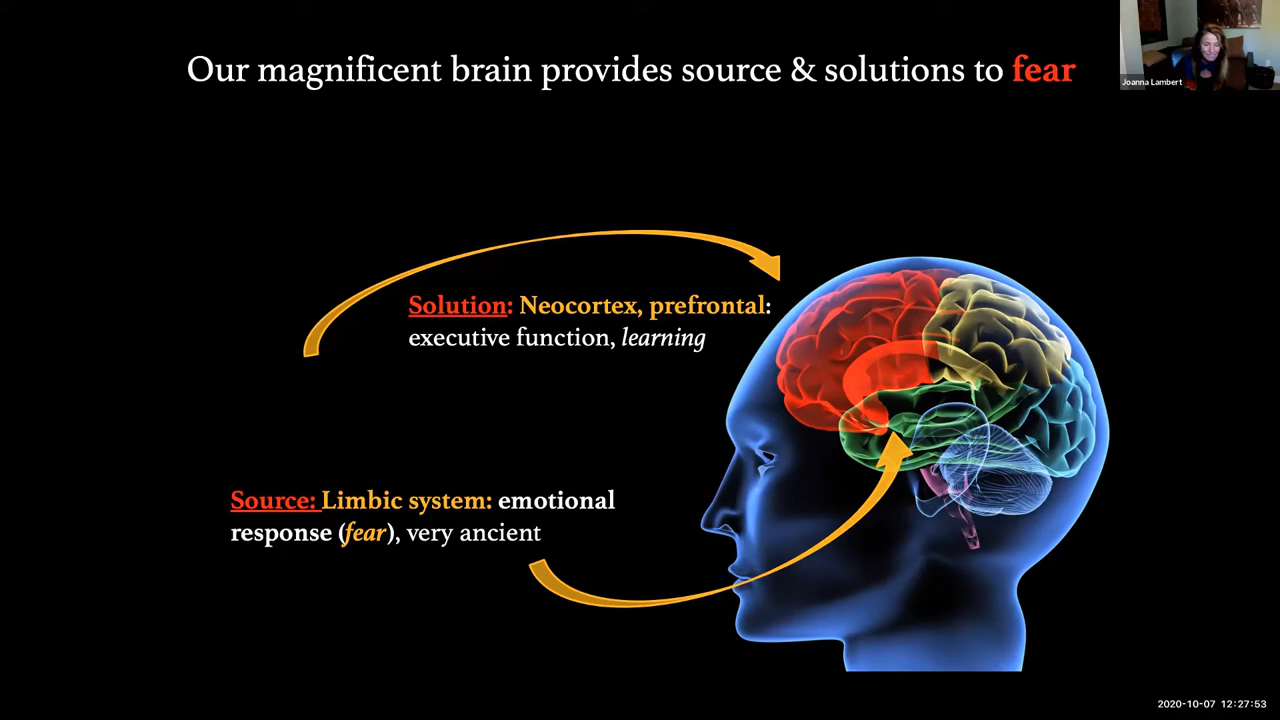 Our magnificent brain provides source & solutions to fear
Joanna Lambert
Solution: Neocortex, prefrontal:
executive function, learning
Source: Limbic system: emotional
response (fear), very ancient
2020-10-07 12:27:53